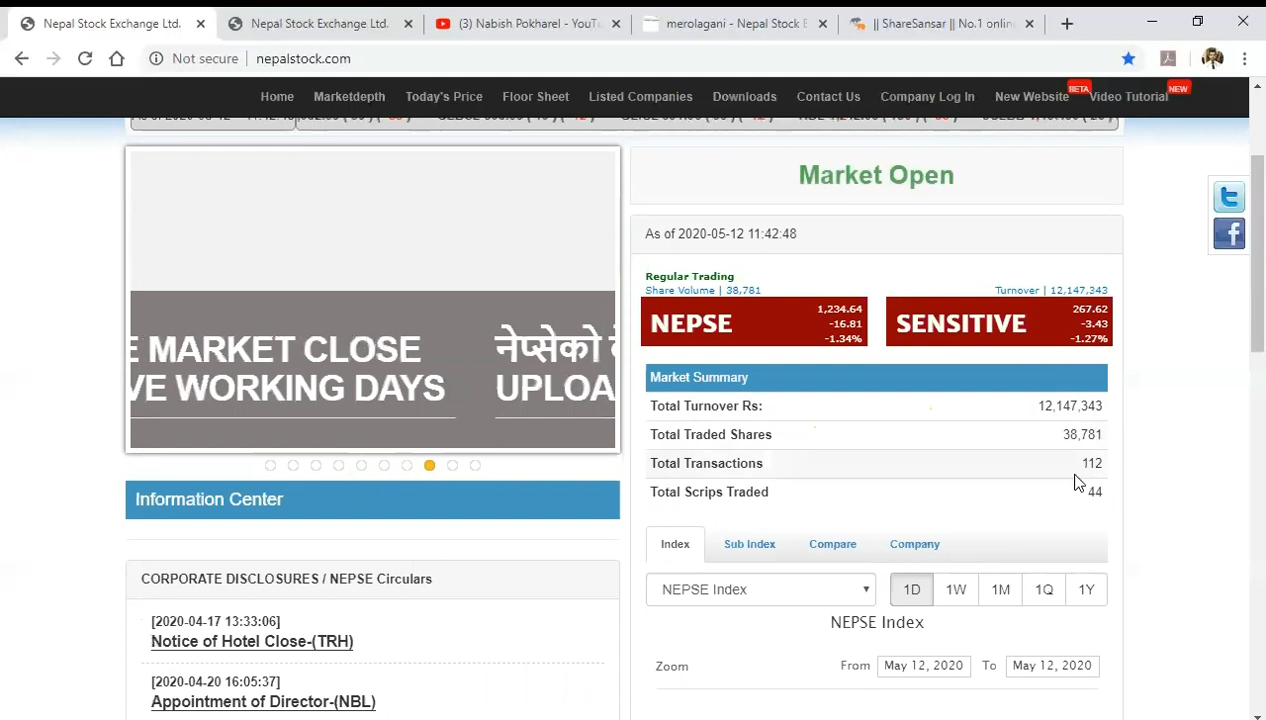 Nepal Stock Exchange Ltd.
Nepal Stock Exchange Ltd.
(3) Nabish Pokharel - YouT
merolagani - Nepal Stock E
|| ShareSansar || No.1 onlin
Not secure | nepalstock.com
Home
Marketdepth
Today's Price
Floor Sheet
Listed Companies
Downloads
Contact Us
Company Log In
New Website
BETA
Video Tutorial
NEW
Market Open
As of 2020-05-12 11:42:48
Regular Trading
Share Volume | 38,781
Turnover | 12,147,343
NEPSE
1,234.64
-16.81
-1.34%
SENSITIVE
267.62
-3.43
-1.27%
E MARKET CLOSE
VE WORKING DAYS
नेप्सेको
UPLOA
Market Summary
Total Turnover Rs: 12,147,343
Total Traded Shares 38,781
Total Transactions 112
Total Scrips Traded 44
Index
Sub Index
Compare
Company
NEPSE Index
1D
1W
1M
1Q
1Y
NEPSE Index
Zoom
From May 12, 2020 To May 12, 2020
Information Center
CORPORATE DISCLOSURES / NEPSE Circulars
[2020-04-17 13:33:06]
Notice of Hotel Close-(TRH)
[2020-04-20 16:05:37]
Appointment of Director-(NBL)